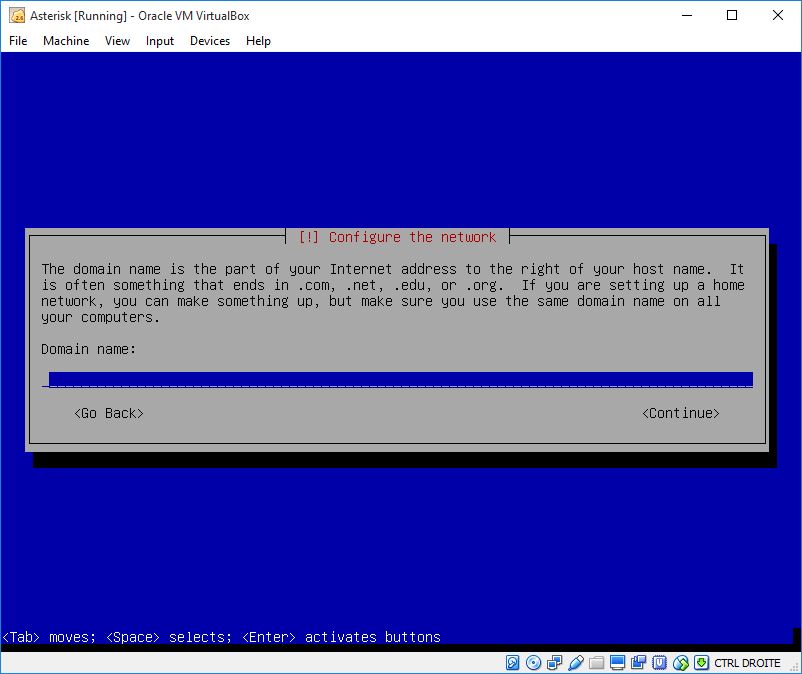 Asterisk [Running] - Oracle VM VirtualBox
File Machine View Input Devices Help
[!] Configure the network
The domain name is the part of your Internet address to the right of your host name. It
is often something that ends in .com, .net, .edu, or .org. If you are setting up a home
network, you can make something up, but make sure you use the same domain name on all
your computers.
Domain name:
<Go Back> <Continue>
<Tab> moves; <Space> selects; <Enter> activates buttons
CTRL DROITE